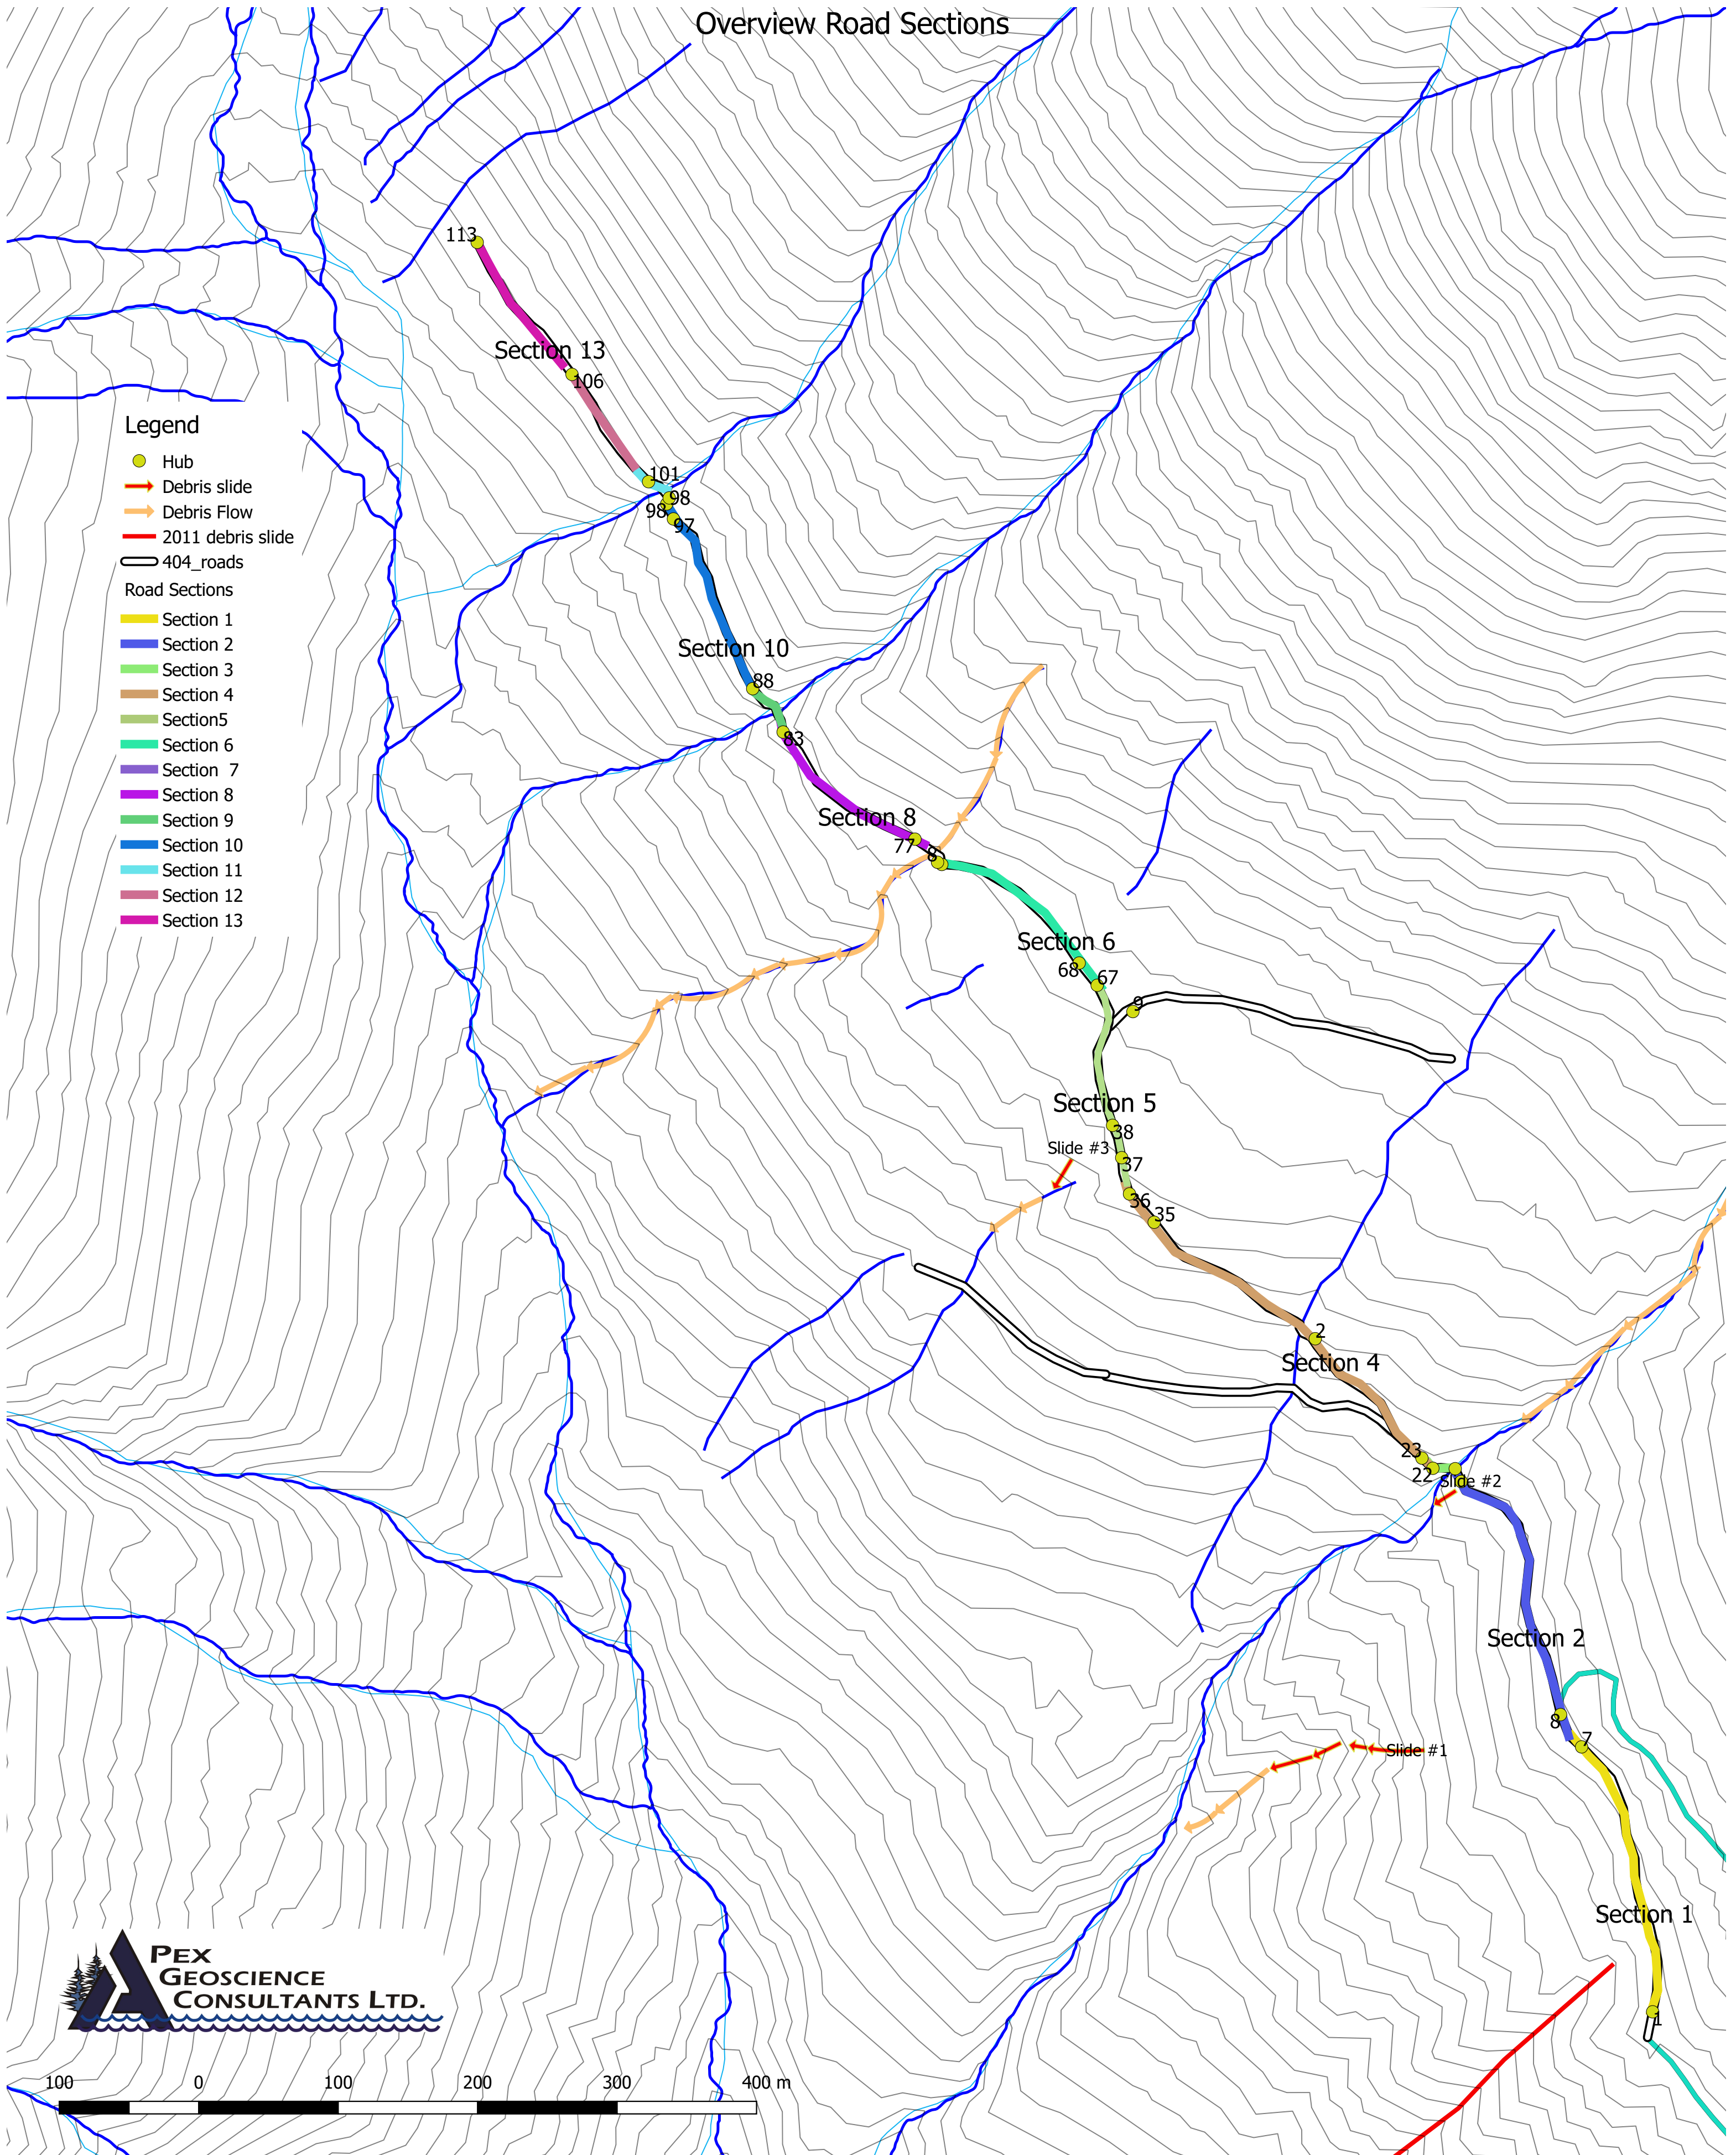 Overview Road Sections
113
Section 13
106
Legend
Hub
Debris slide
Debris Flow
2011 debris slide
404_roads
Road Sections
Section 1
Section 2
Section 3
Section 4
Section5
Section 6
Section 7
Section 8
Section 9
Section 10
Section 11
Section 12
Section 13
101
98
98
97
Section 10
88
83
Section 8
77
8
Section 6
68
67
9
Section 5
38
Slide #3
37
36
35
2
Section 4
23
22
Slide #2
Section 2
8
7
Slide #1
Section 1
1
APEX
GEOSCIENCE
CONSULTANTS LTD.
100 0 100 200 300 400 m